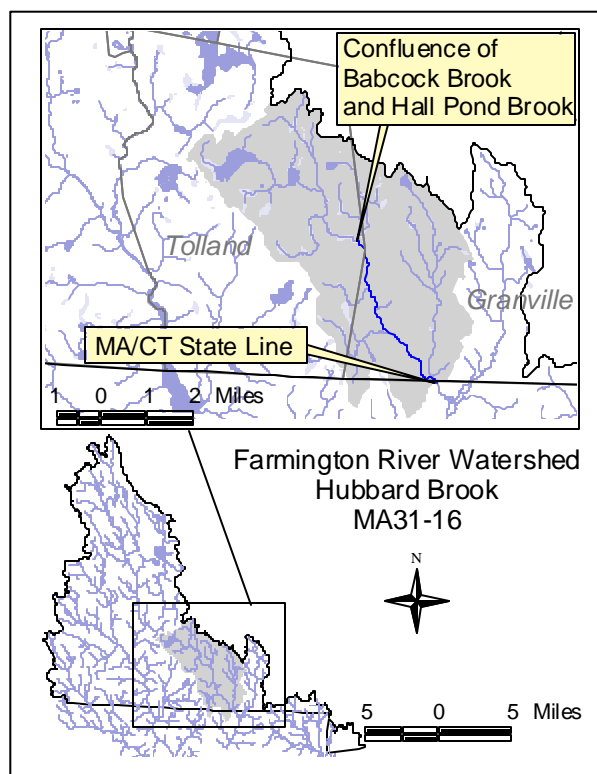 Confluence of
Babcock Brook
and Hall Pond Brook
Tolland
Granville
MA/CT State Line
1 0 1 2 Miles
Farmington River Watershed
Hubbard Brook
MA31-16
N
5 0 5 Miles